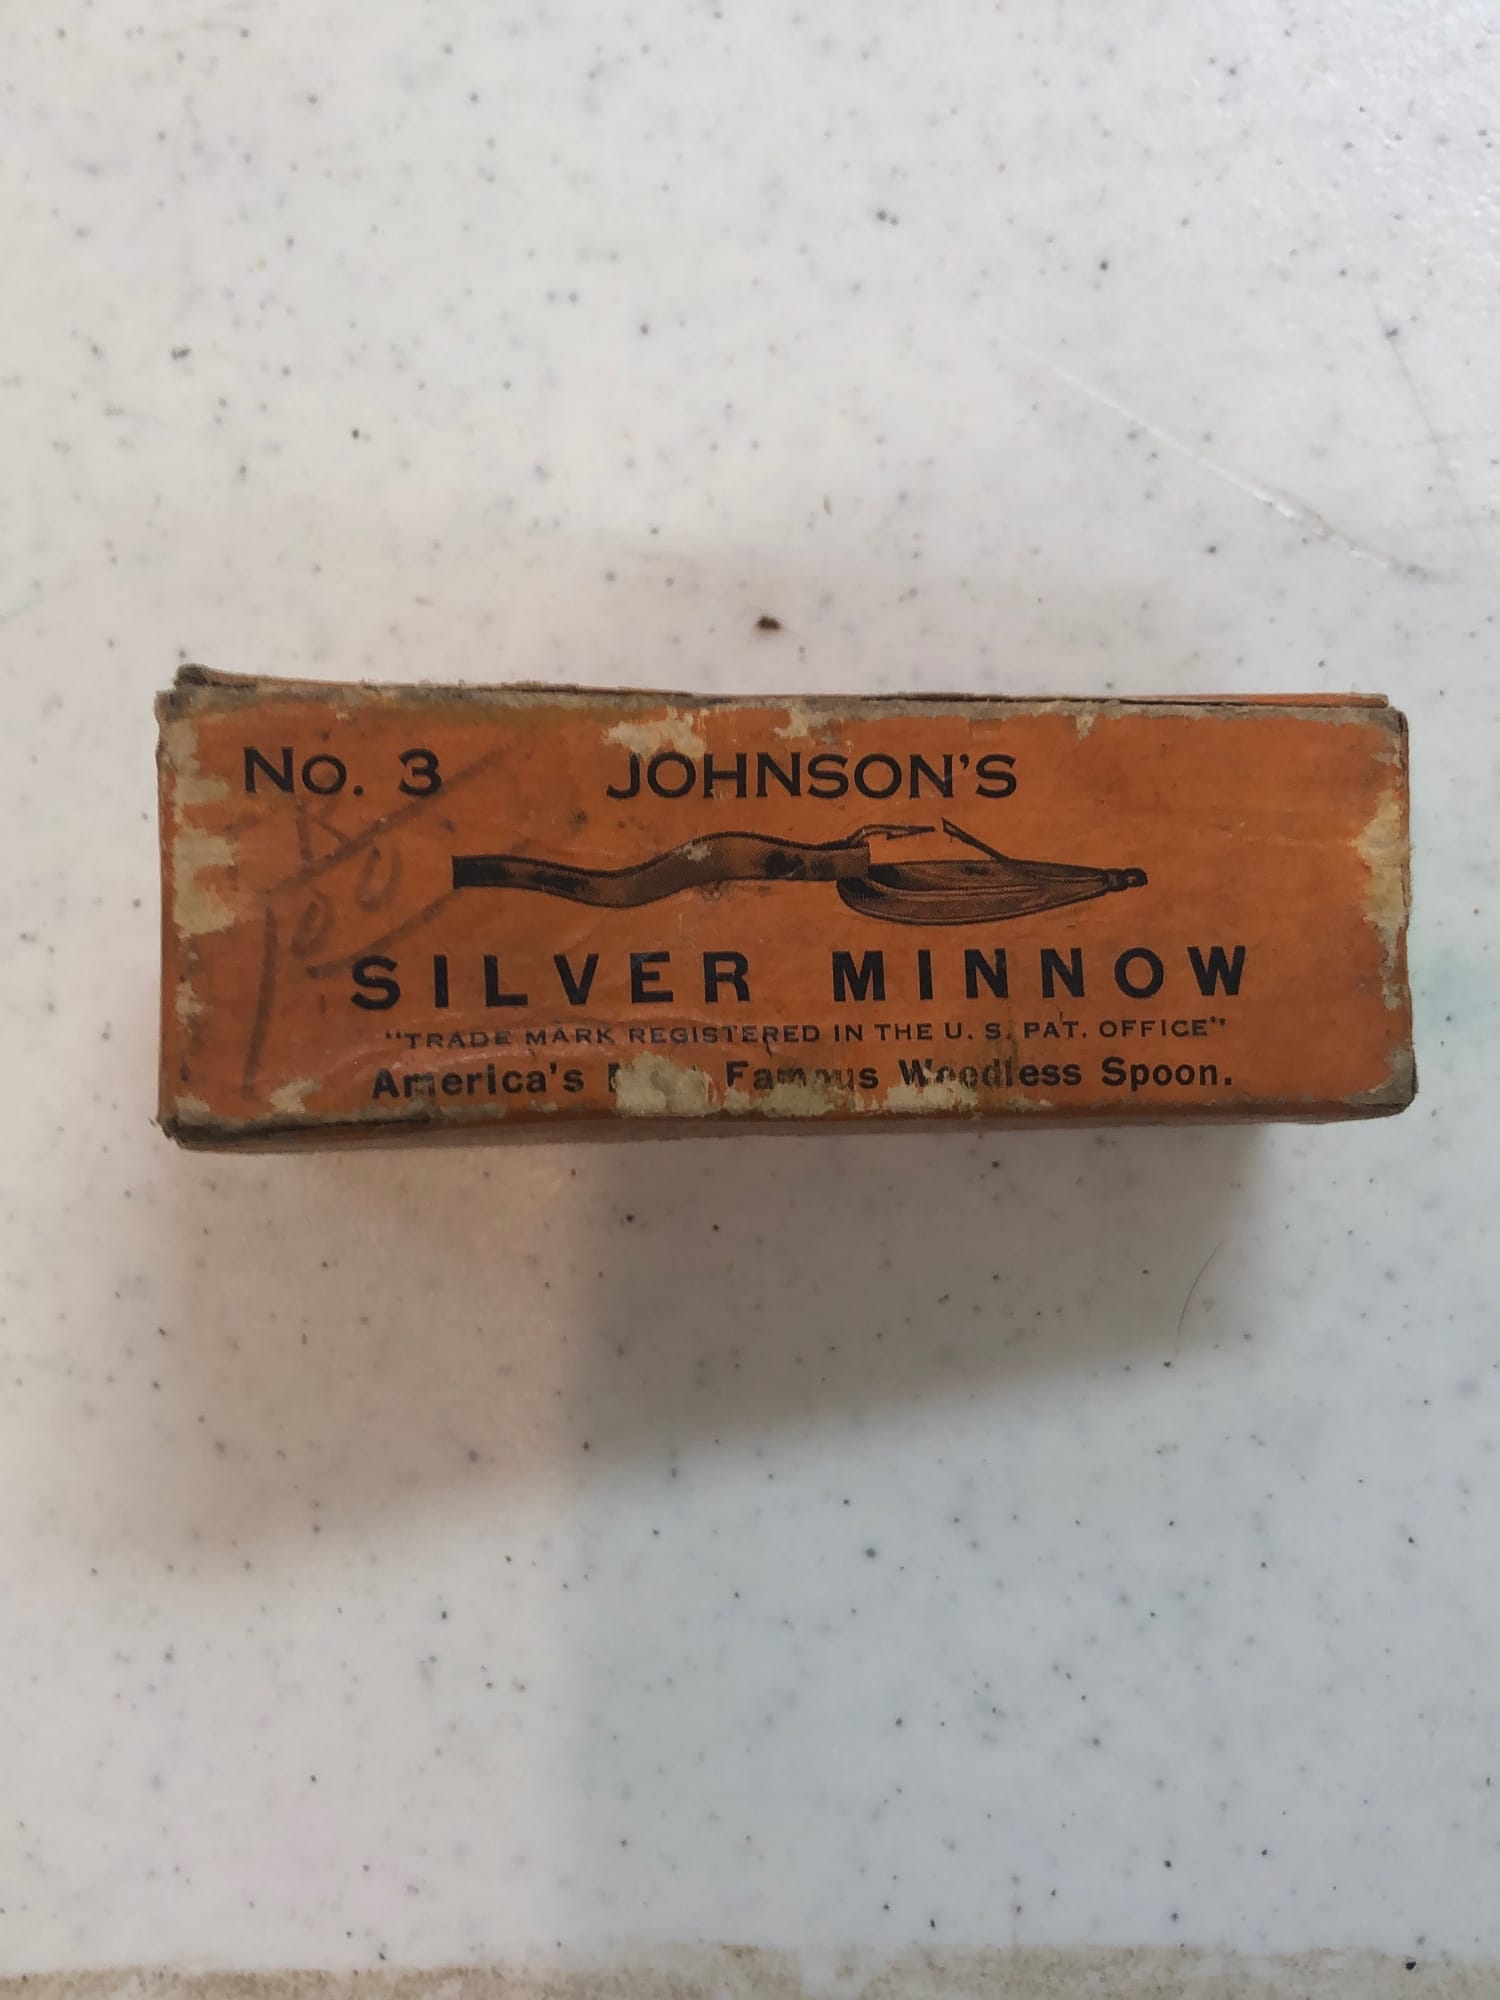 No. 3 JOHNSON'S
SILVER MINNOW
"TRADE MARK REGISTERED IN THE U. S. PAT. OFFICE"
America's Famous Weedless Spoon.